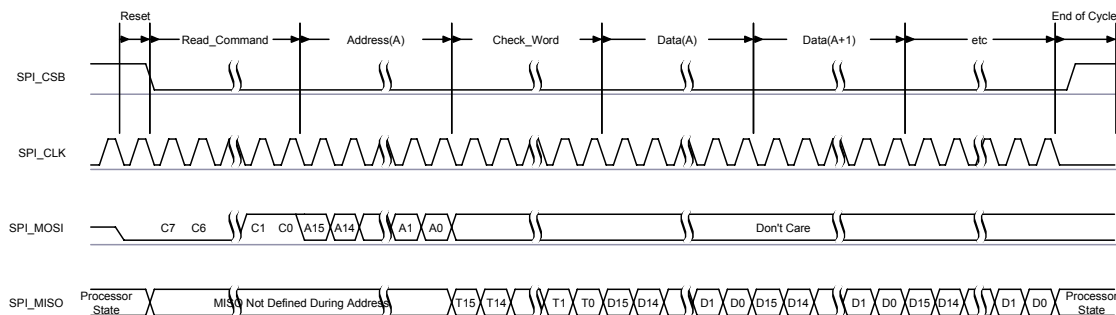 Reset
End of Cycle
Read_Command Address(A) Check_Word Data(A) Data(A+1) etc
SPI_CSB
SPI_CLK
SPI_MOSI C7 C6 C1 C0 A15 A14 A1 A0 Don't Care
SPI_MISO Processor State MISO Not Defined During Address T15 T14 T1 T0 D15 D14 D1 D0 D15 D14 D1 D0 D15 D14 D1 D0 Processor State